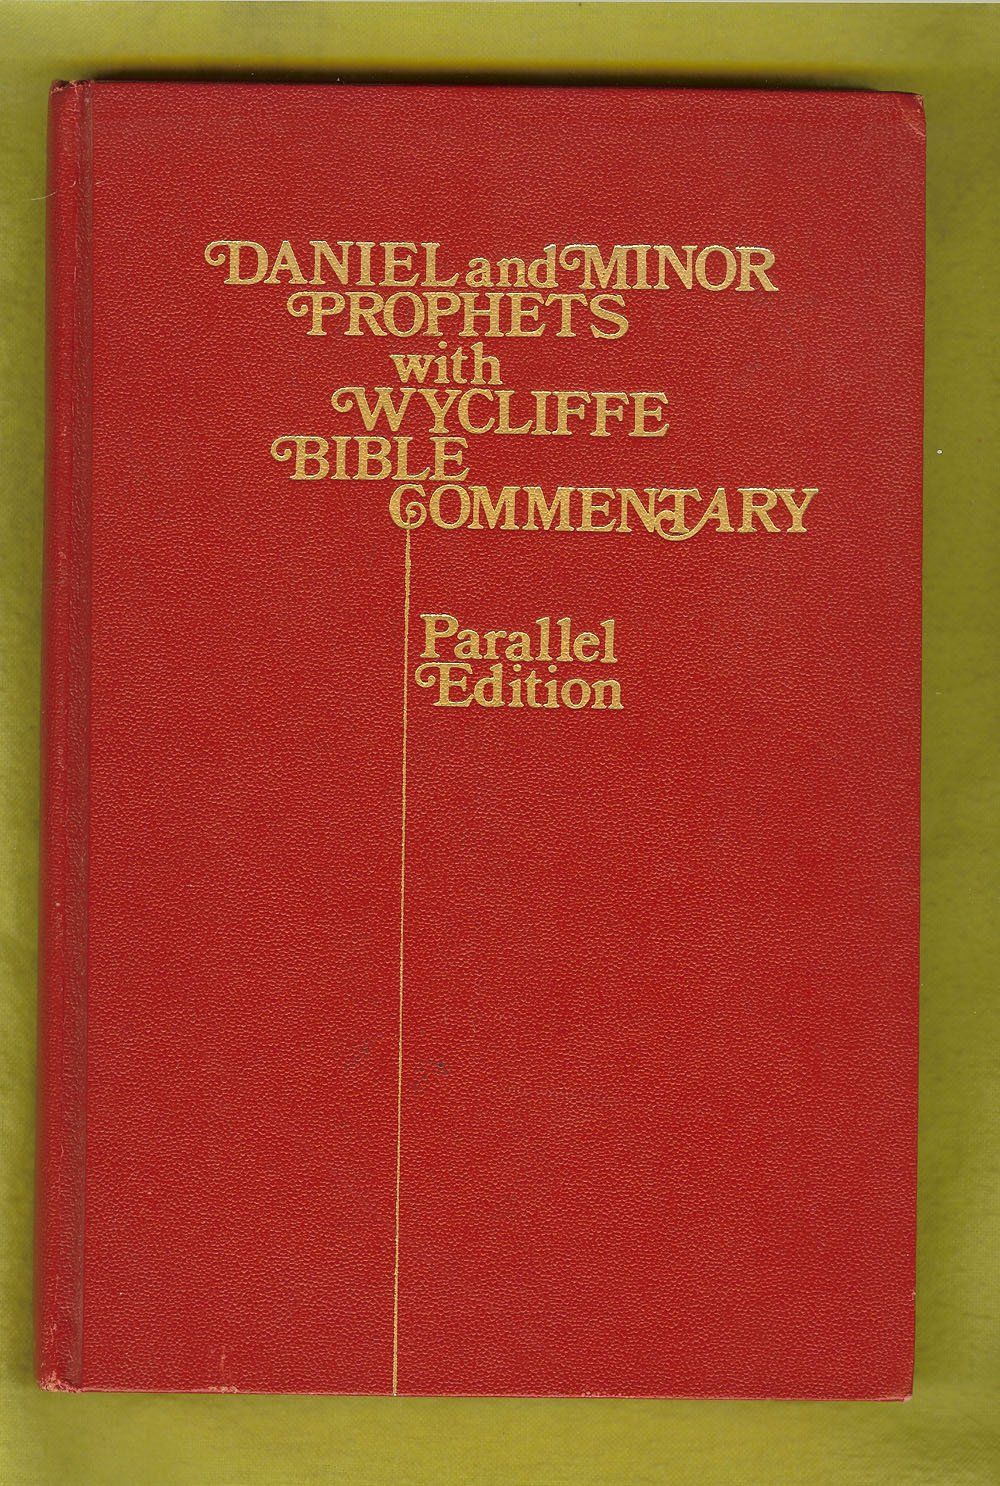 DANIEL and MINOR
PROPHETS
with
WYCLIFFE
BIBLE
COMMENTARY
Parallel
Edition